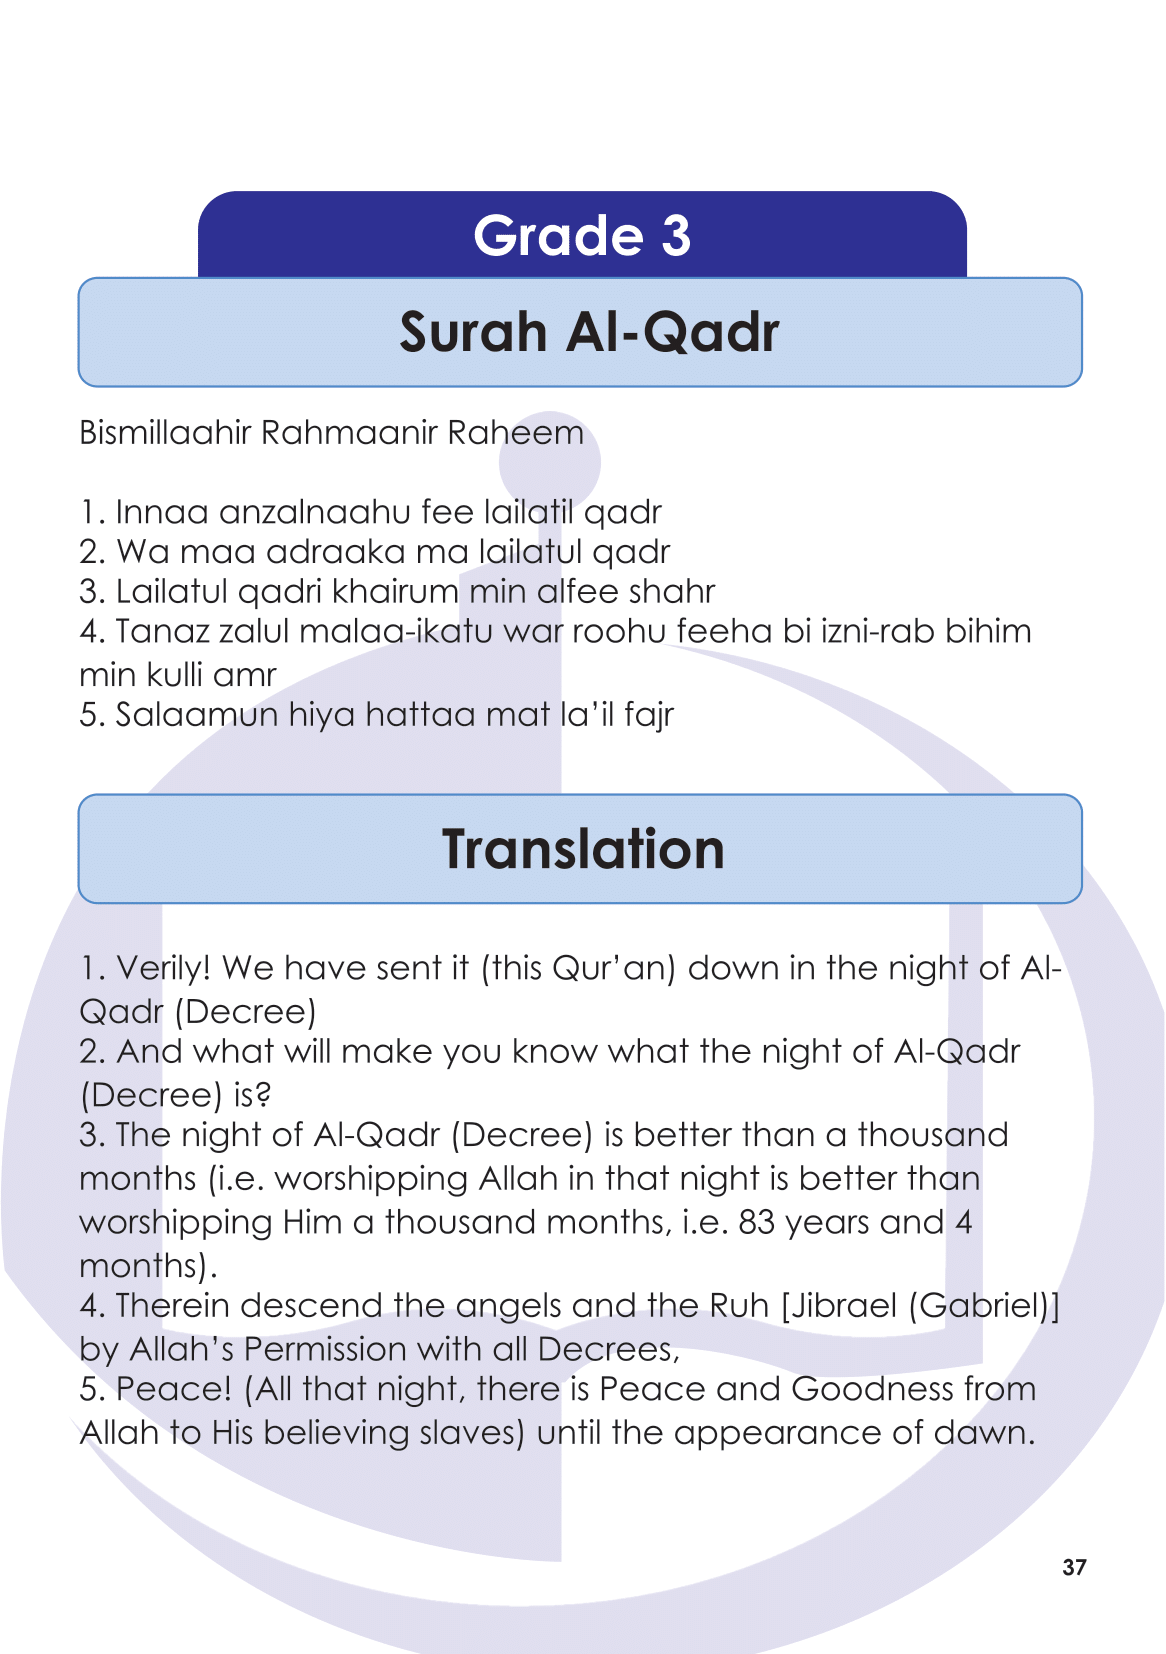 Grade 3
Surah Al-Qadr
Bismillaahir Rahmaanir Raheem
1. Innaa anzalnaahu fee lailatil qadr
2. Wa maa adraaka ma lailatul qadr
3. Lailatul qadri khairum min alfee shahr
4. Tanaz zalul malaa-ikatu war roohu feeha bi izni-rab bihim
min kulli amr
5. Salaamun hiya hattaa mat la’il fajr
Translation
1. Verily! We have sent it (this Qur’an) down in the night of Al-
Qadr (Decree)
2. And what will make you know what the night of Al-Qadr
(Decree) is?
3. The night of Al-Qadr (Decree) is better than a thousand
months (i.e. worshipping Allah in that night is better than
worshipping Him a thousand months, i.e. 83 years and 4
months).
4. Therein descend the angels and the Ruh [Jibrael (Gabriel)]
by Allah’s Permission with all Decrees,
5. Peace! (All that night, there is Peace and Goodness from
Allah to His believing slaves) until the appearance of dawn.
37